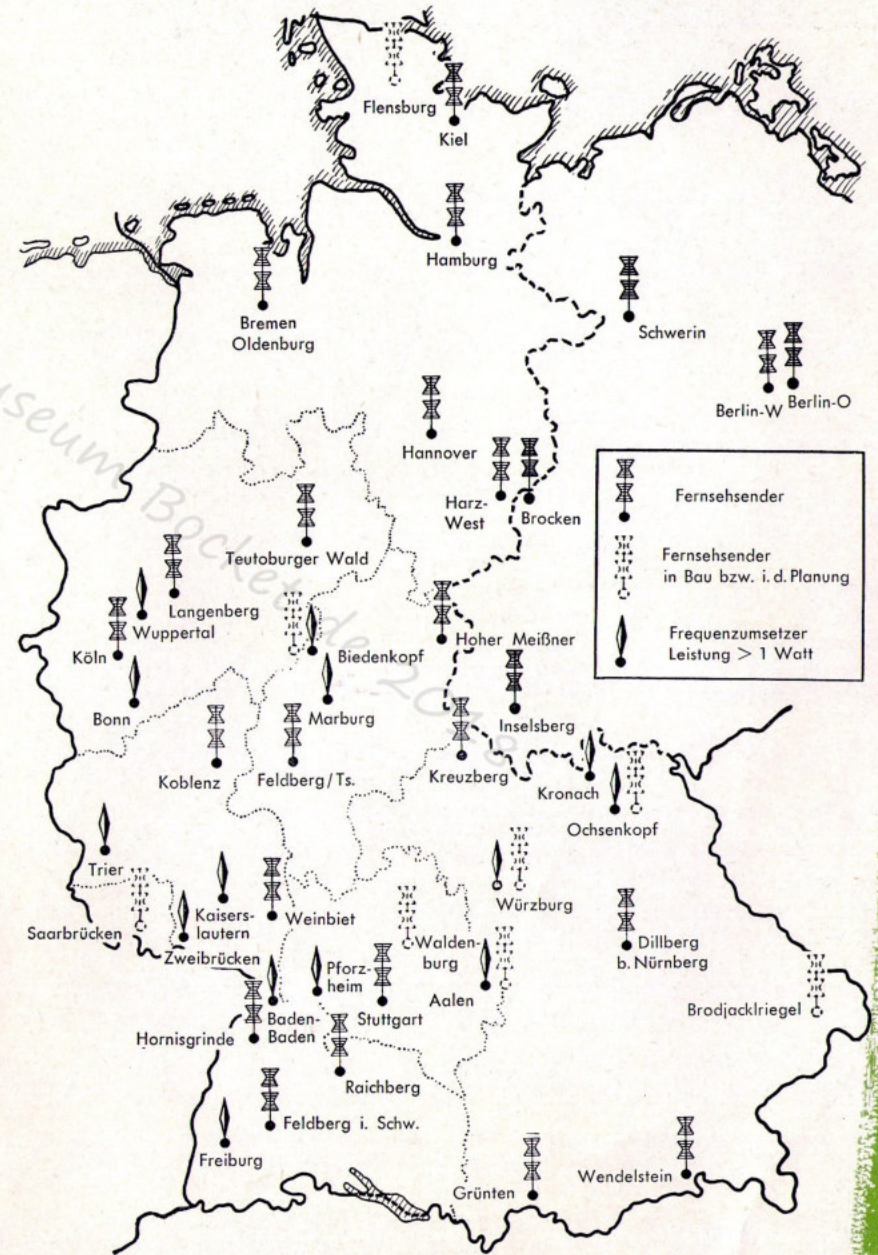 Flensburg
Kiel
Hamburg
Bremen
Oldenburg
Schwerin
Berlin-W
Berlin-O
Hannover
Harz-
West
Brocken
Fernsehsender
Fernsehsender
in Bau bzw. i. d. Planung
Frequenzumsetzer
Leistung > 1 Watt
Teutoburger Wald
Langenberg
Wuppertal
Köln
Biedenkopf
Hoher Meißner
Bonn
Marburg
Inselsberg
Koblenz
Feldberg/Ts.
Kreuzberg
Kronach
Ochsenkopf
Trier
Kaisers-
lautern
Weinbiet
Würzburg
Saarbrücken
Zweibrücken
Walden-
burg
Dillberg
b. Nürnberg
Pforz-
heim
Aalen
Brodjacklriegel
Baden-
Baden
Stuttgart
Hornisgrinde
Raichberg
Feldberg i. Schw.
Freiburg
Grünten
Wendelstein